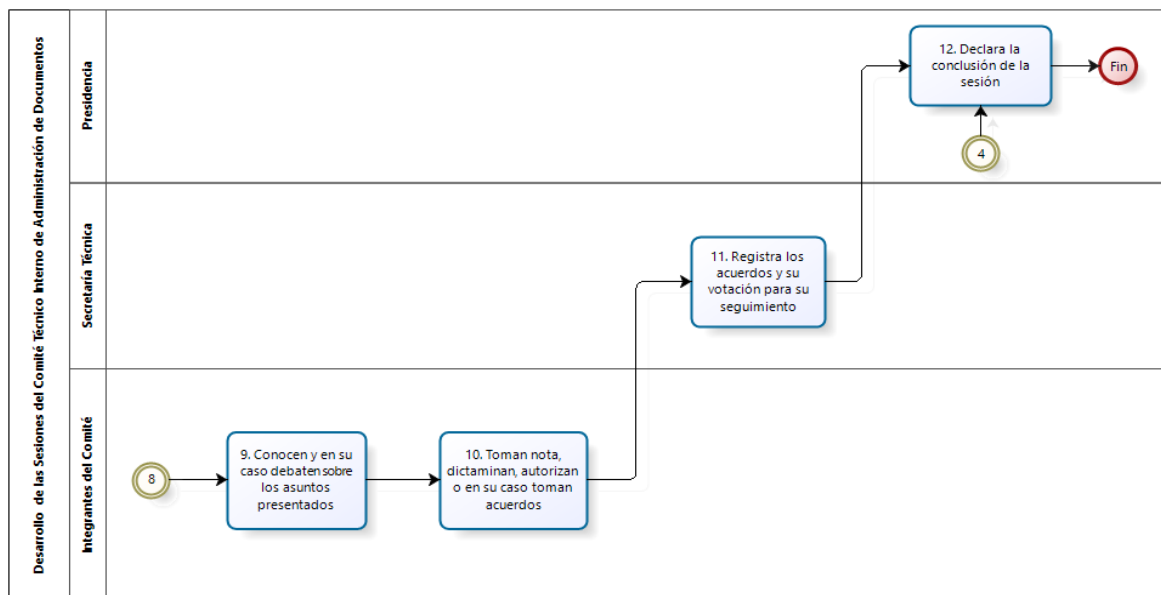 Desarrollo de las Sesiones del Comité Técnico Interno de Administración de Documentos
Presidencia
12. Declara la
conclusión de la
sesión
Fin
4
Secretaría Técnica
11. Registra los
acuerdos y su
votación para su
seguimiento
Integrantes del Comité
8
9. Conocen y en su
caso debaten sobre
los asuntos
presentados
10. Toman nota,
dictaminan, autorizan
o en su caso toman
acuerdos